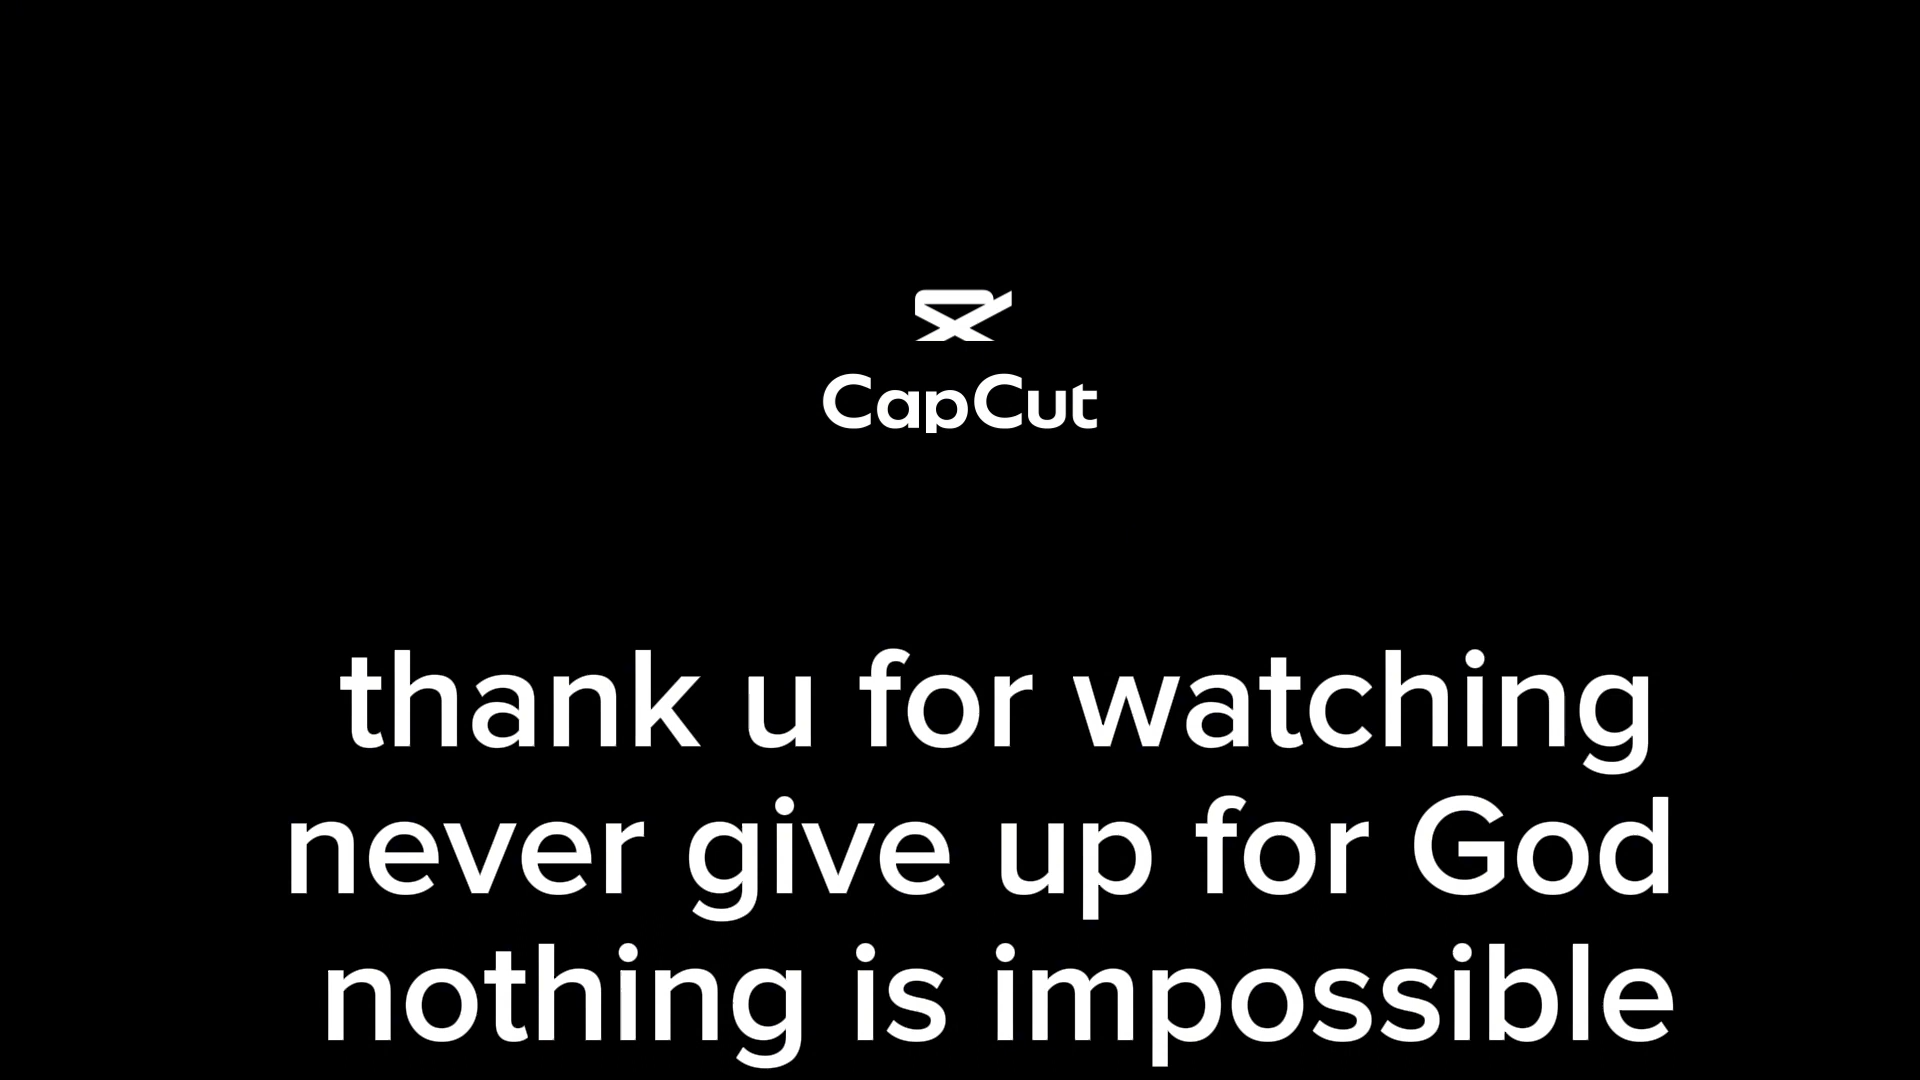 CapCut
thank u for watching
never give up for God
nothing is impossible